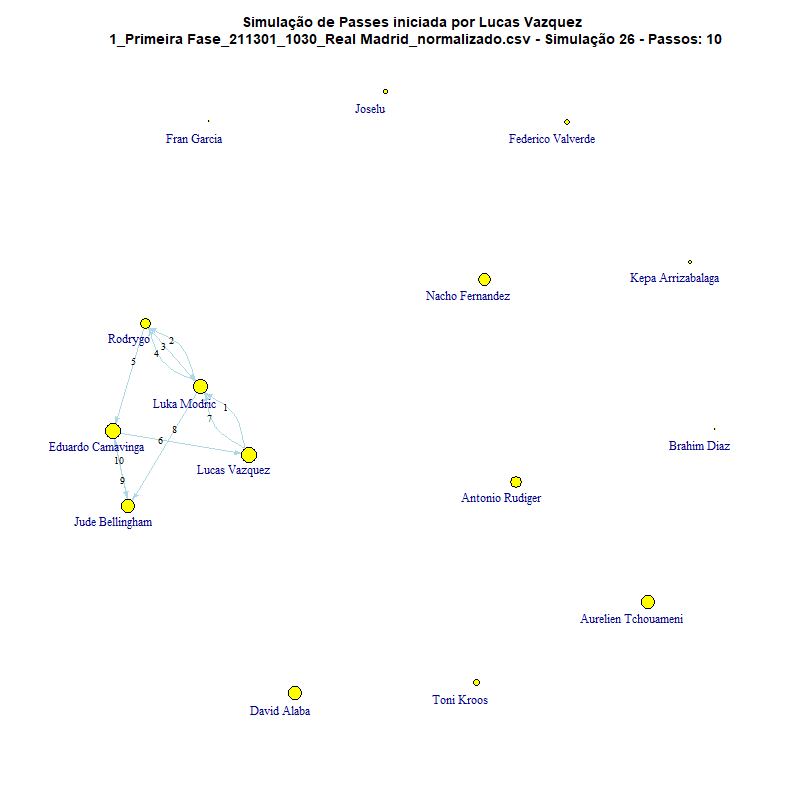 Simulação de Passes iniciada por Lucas Vazquez
1_Primeira Fase_211301_1030_Real Madrid_normalizado.csv - Simulação 26 - Passos: 10
Joselu
Fran Garcia
Federico Valverde
Kepa Arrizabalaga
Nacho Fernandez
Rodrygo
2
3
4
5
Luka Modric
1
7
8
6
Eduardo Camavinga
10
Lucas Vazquez
9
Brahim Diaz
Antonio Rudiger
Jude Bellingham
Aurelien Tchouameni
Toni Kroos
David Alaba